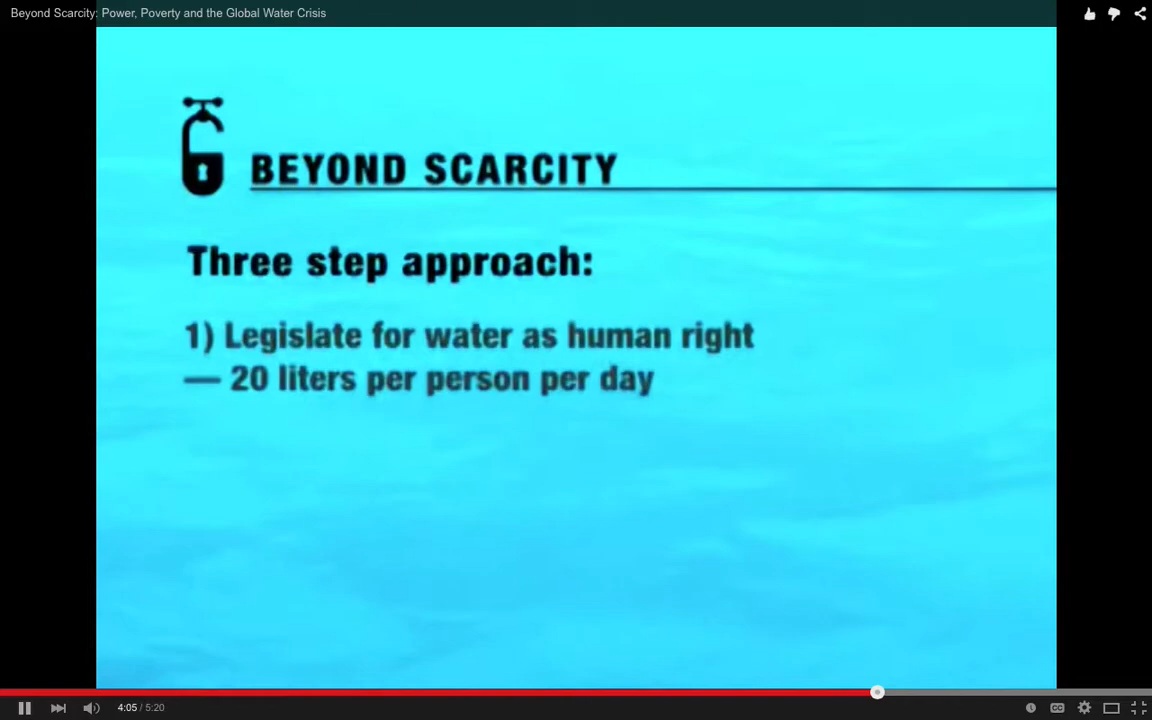 Beyond Scarcity: Power, Poverty and the Global Water Crisis
BEYOND SCARCITY
Three step approach:
1) Legislate for water as human right
— 20 liters per person per day
4:05 / 5:20
CC